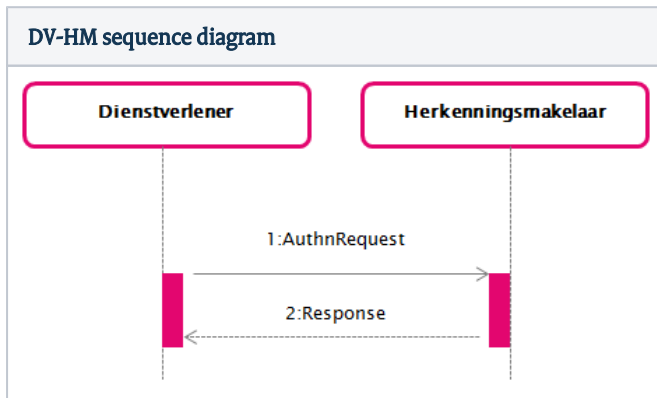 DV-HM sequence diagram
Dienstverlener
Herkenningsmakelaar
1:AuthnRequest
2:Response